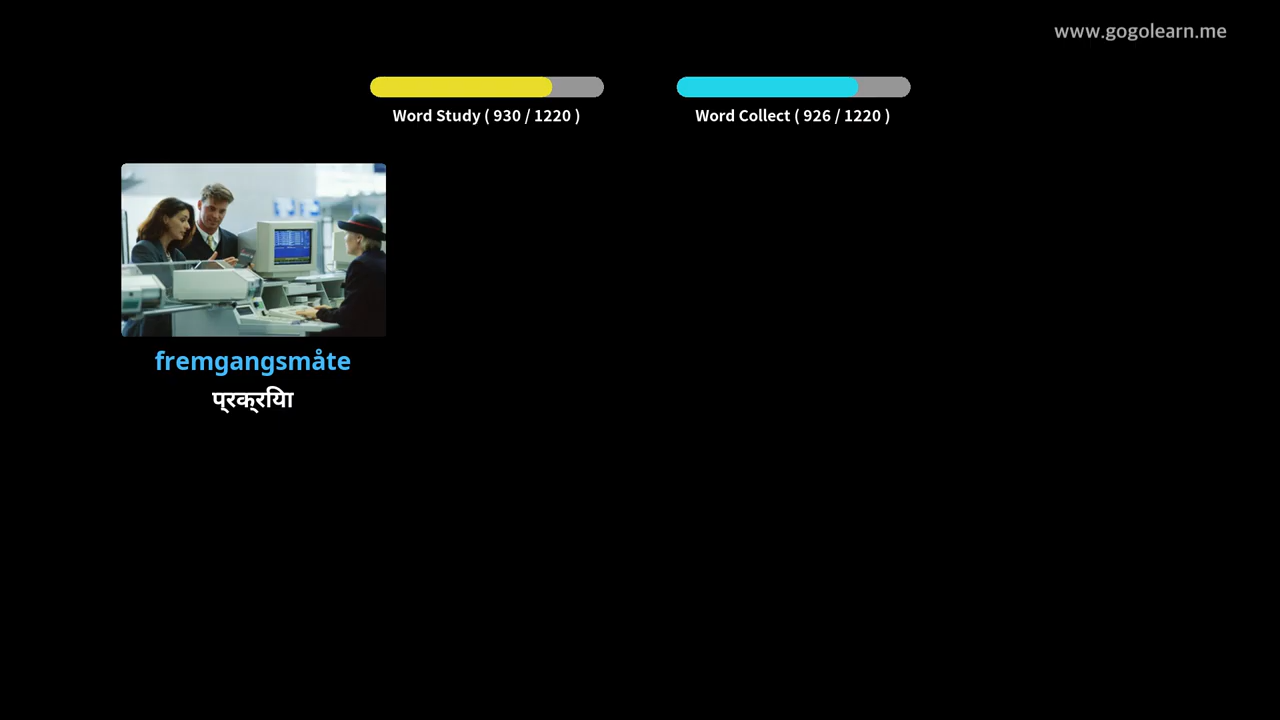 www.gogolearn.me
Word Study ( 930 / 1220 )
Word Collect ( 926 / 1220 )
fremgangsmåte
प्रक्रिया